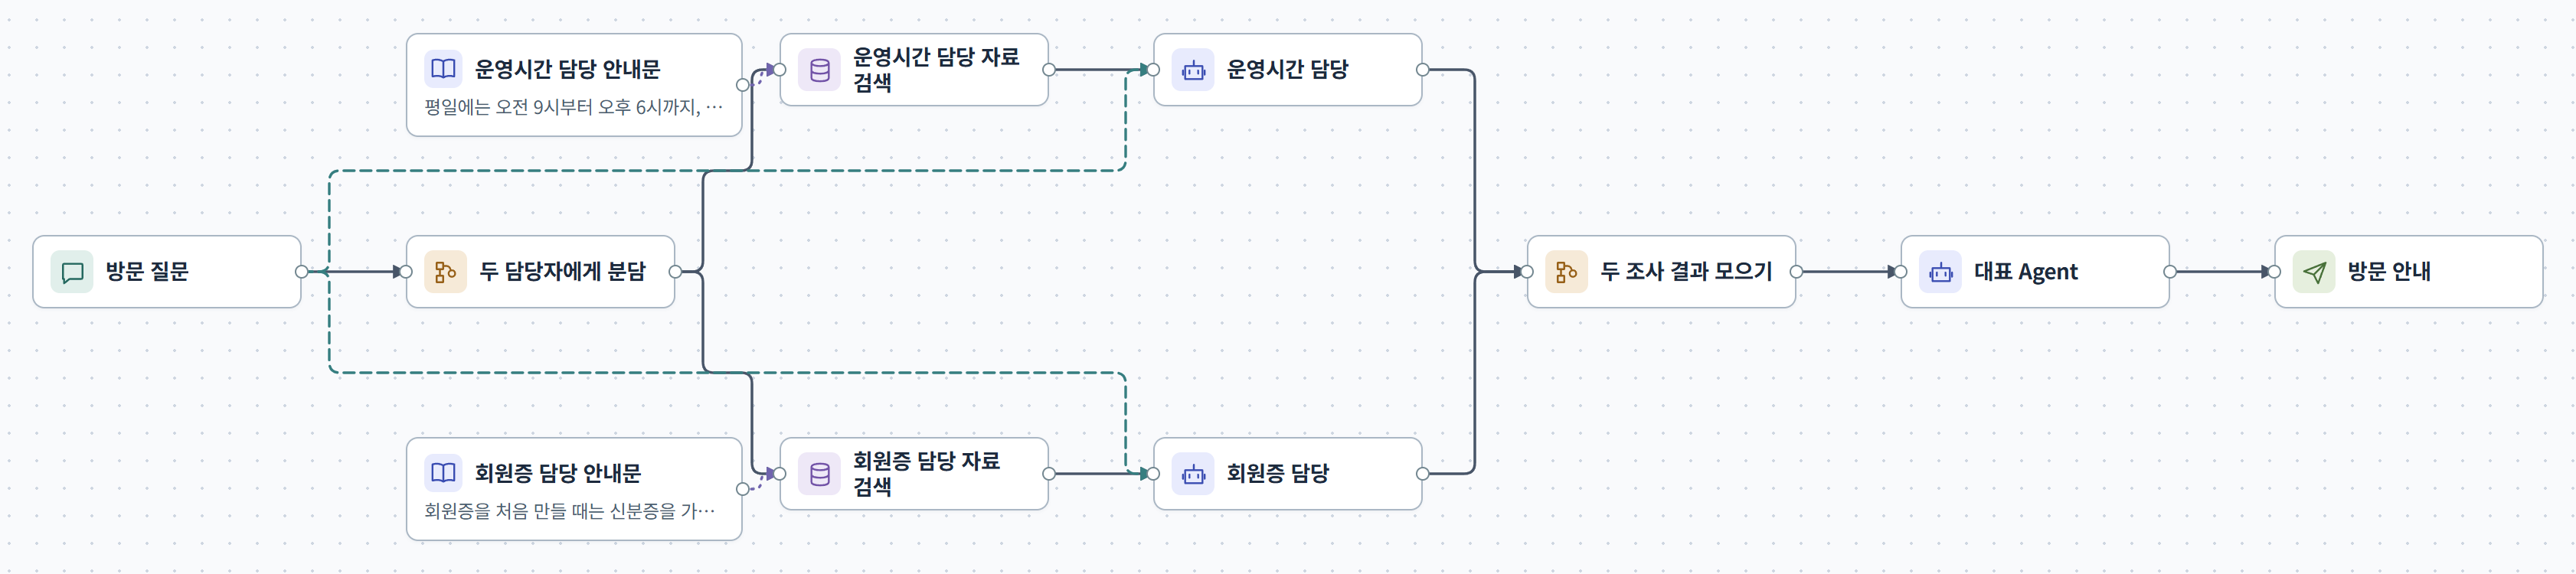 운영시간 담당 안내문
평일에는 오전 9시부터 오후 6시까지, ⋯
운영시간 담당 자료
검색
운영시간 담당
방문 질문
두 담당자에게 분담
두 조사 결과 모으기
대표 Agent
방문 안내
회원증 담당 안내문
회원증을 처음 만들 때는 신분증을 가⋯
회원증 담당 자료
검색
회원증 담당